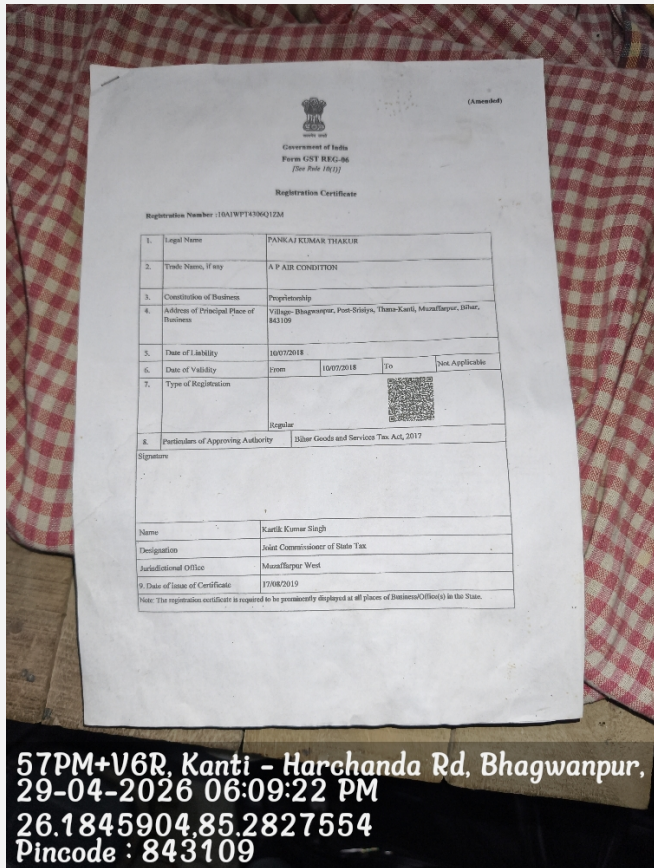 (Amended)
Government of India
Form GST REG-06
[See Rule 10(1)]
Registration Certificate
Registration Number :10AIWPT4306Q1ZM
1. Legal Name PANKAJ KUMAR THAKUR
2. Trade Name, if any A P AIR CONDITION
3. Constitution of Business Proprietorship
4. Address of Principal Place of Business Village- Bhagwanpur, Post-Srisiya, Thana-Kanti, Muzaffarpur, Bihar, 843109
5. Date of Liability 10/07/2018
6. Date of Validity From 10/07/2018 To Not Applicable
7. Type of Registration Regular
8. Particulars of Approving Authority Bihar Goods and Services Tax Act, 2017
Signature
Name Kartik Kumar Singh
Designation Joint Commissioner of State Tax
Jurisdictional Office Muzaffarpur West
9. Date of issue of Certificate 17/08/2019
Note: The registration certificate is required to be prominently displayed at all places of Business/Office(s) in the State.
57PM+V6R, Kanti - Harchanda Rd, Bhagwanpur,
29-04-2026 06:09:22 PM
26.1845904,85.2827554
Pincode : 843109